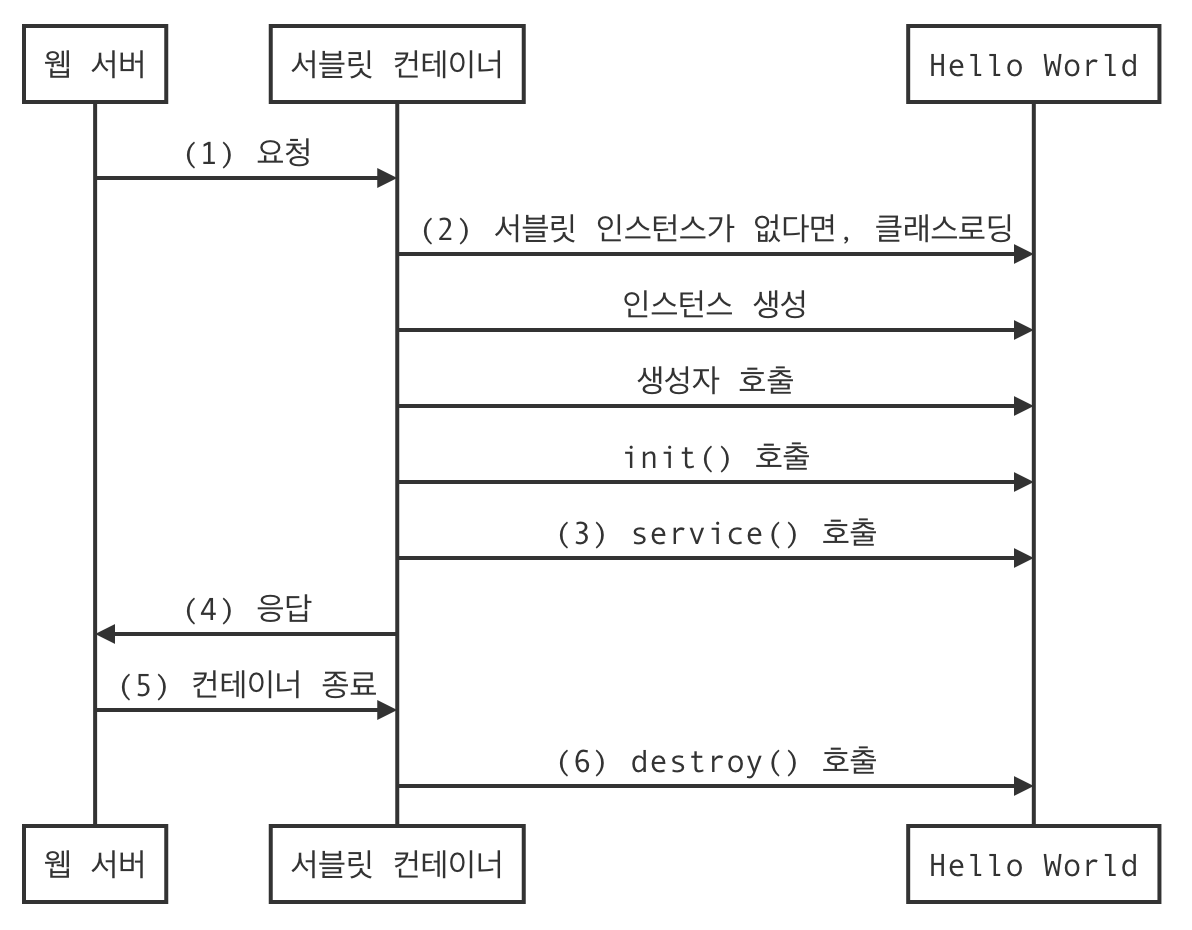 웹 서버
서블릿 컨테이너
Hello World
(1) 요청
(2) 서블릿 인스턴스가 없다면, 클래스로딩
인스턴스 생성
생성자 호출
init() 호출
(3) service() 호출
(4) 응답
(5) 컨테이너 종료
(6) destroy() 호출
웹 서버
서블릿 컨테이너
Hello World